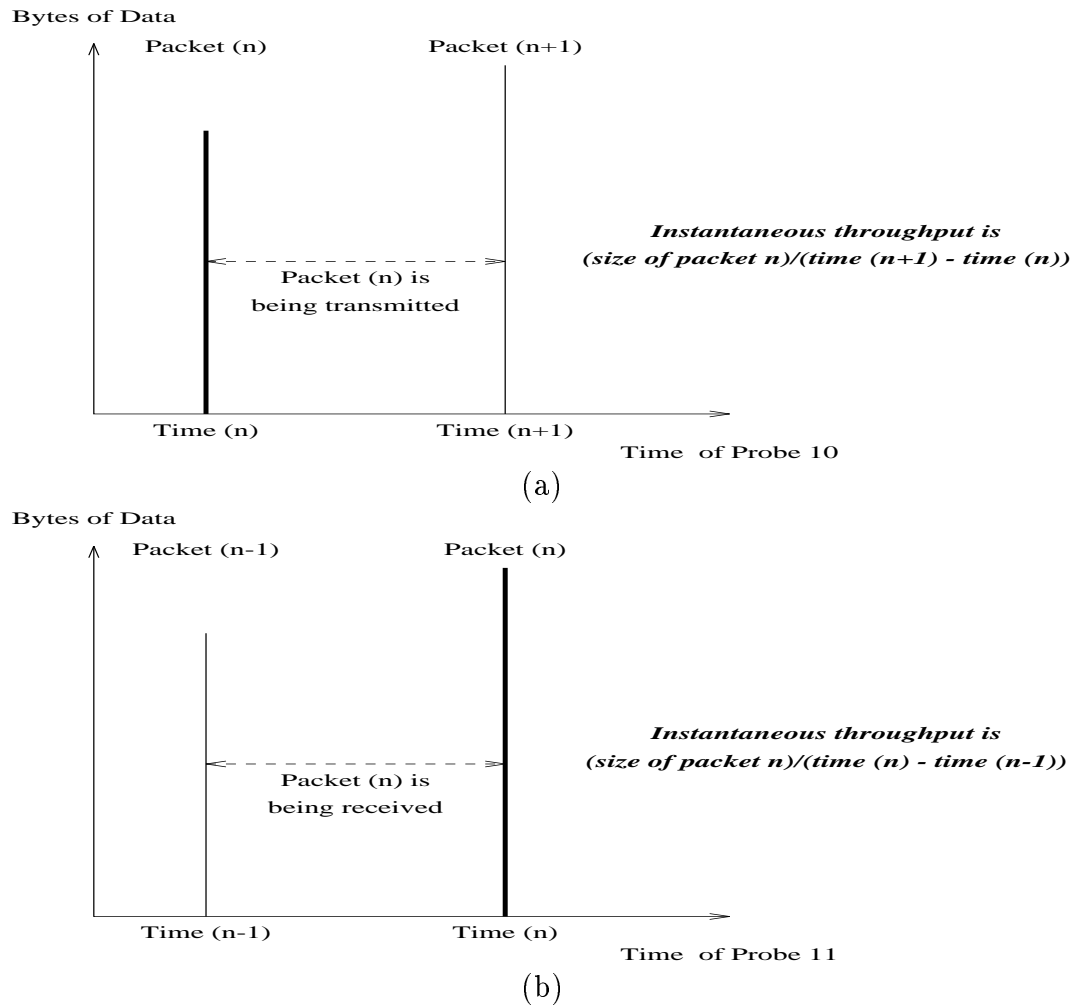 Bytes of Data
Packet (n)
Packet (n+1)
Instantaneous throughput is
(size of packet n)/(time (n+1) - time (n))
Packet (n) is
being transmitted
Time (n)
Time (n+1)
Time of Probe 10
(a)
Bytes of Data
Packet (n-1)
Packet (n)
Instantaneous throughput is
(size of packet n)/(time (n) - time (n-1))
Packet (n) is
being received
Time (n-1)
Time (n)
Time of Probe 11
(b)